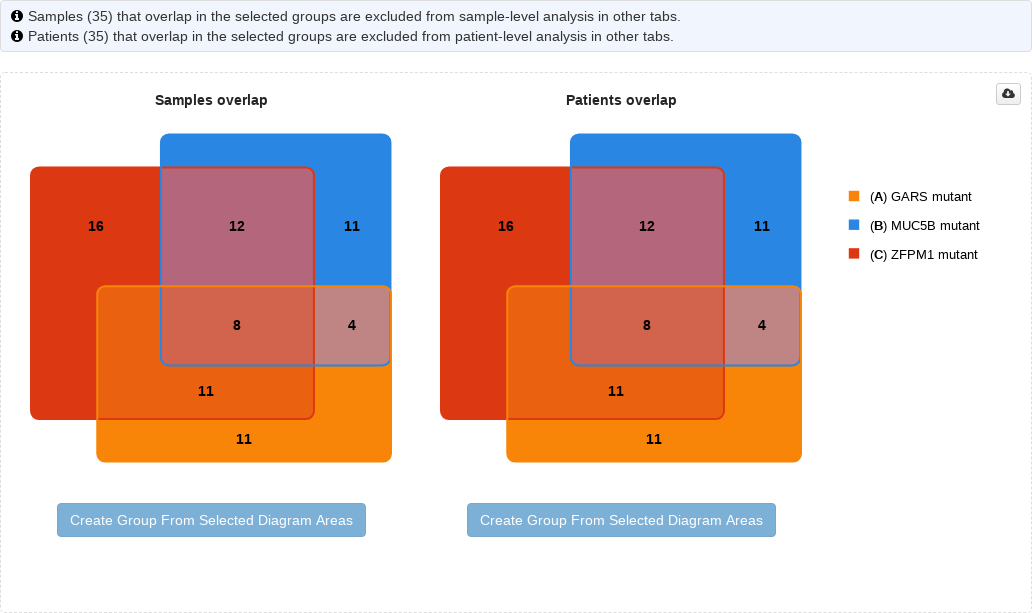 Samples (35) that overlap in the selected groups are excluded from sample-level analysis in other tabs.
Patients (35) that overlap in the selected groups are excluded from patient-level analysis in other tabs.
Samples overlap
16
12
11
8
4
11
11
Create Group From Selected Diagram Areas
Patients overlap
16
12
11
8
4
11
11
Create Group From Selected Diagram Areas
(A) GARS mutant
(B) MUC5B mutant
(C) ZFPM1 mutant